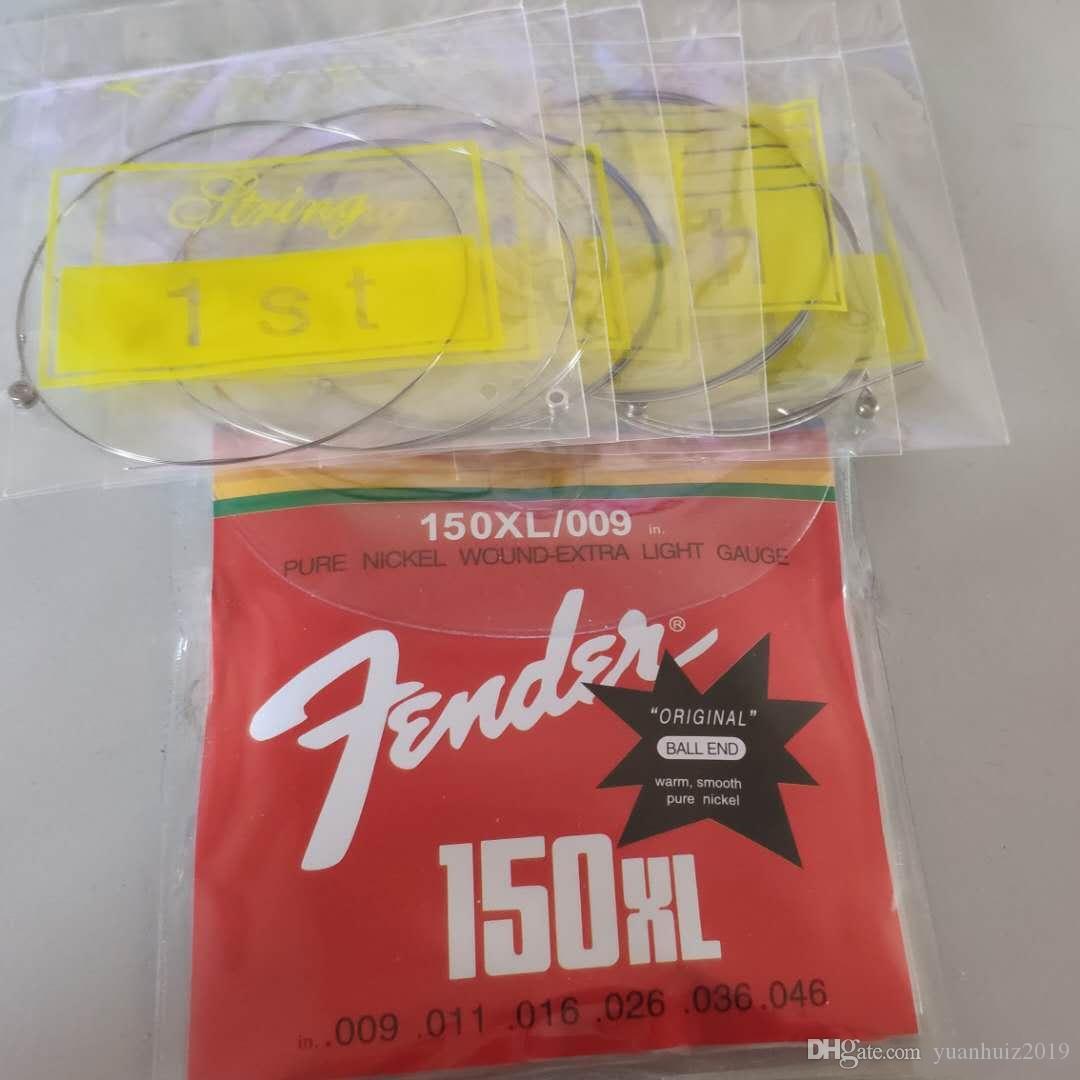 String
1st
4
150XL/009 in.
PURE NICKEL WOUND-EXTRA LIGHT GAUGE
Fender®
"ORIGINAL"
BALL END
warm, smooth
pure nickel
150XL
in. .009 .011 .016 .026 .036 .046
DHgate.com yuanhuiz2019